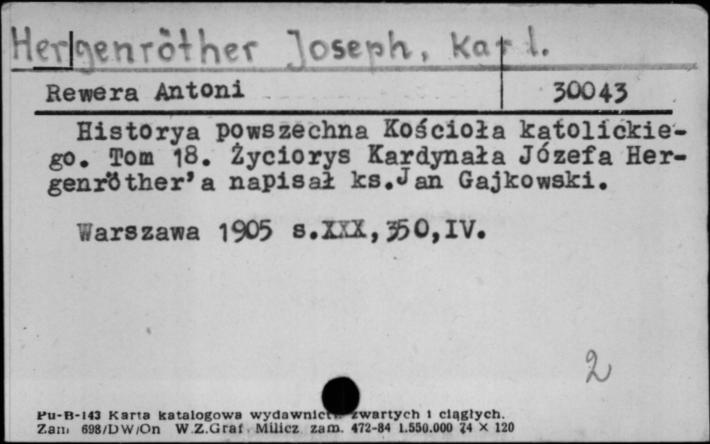 Hergenröther Joseph, kard.
Rewera Antoni 30043
Historya powszechna Kościoła katolickie-
go. Tom 18. Życiorys Kardynała Józefa Her-
genröther'a napisał ks.Jan Gajkowski.
Warszawa 1905 s.XXX,350,IV.
2
Pu-B-143 Karta katalogowa wydawnictw zwartych i ciągłych.
Zam 698/DW/On W.Z.Graf Milicz zam. 472-84 1.550.000 74 X 120